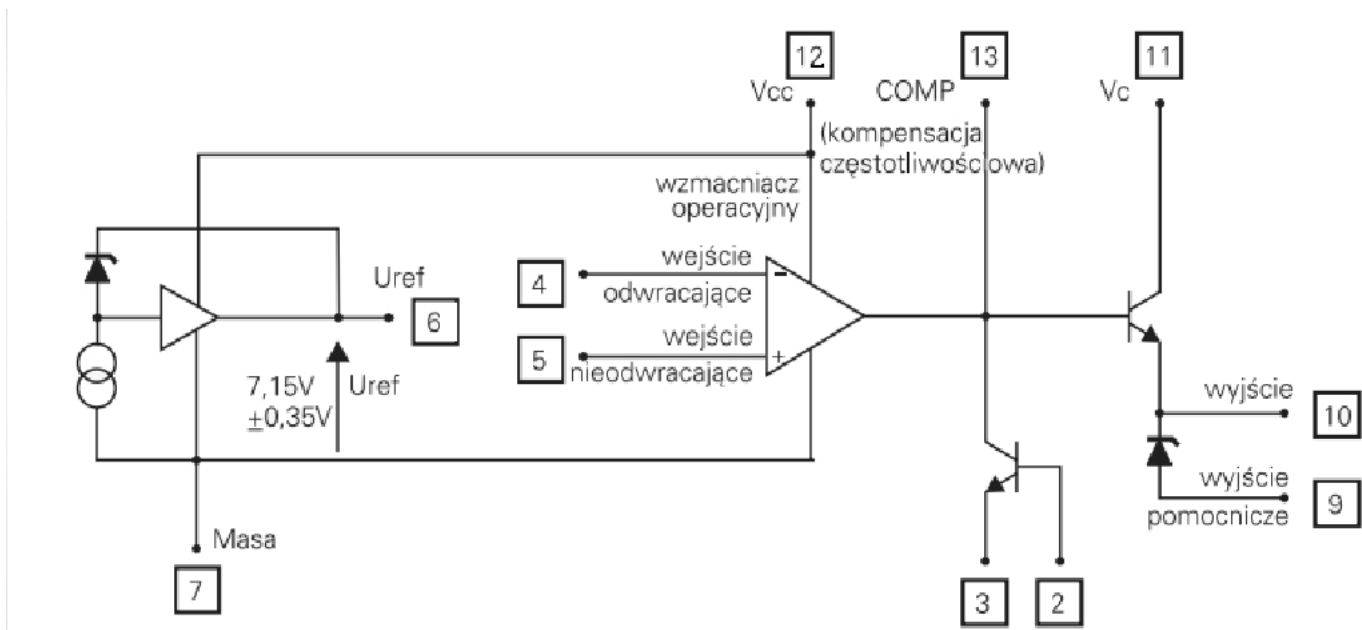 12
13
11
Vcc
COMP
Vc
(kompensacja
częstotliwościowa)
wzmacniacz
operacyjny
wejście
4
odwracające
-
Uref
6
wejście
5
nieodwracające
+
7,15V
±0,35V
Uref
wyjście
10
wyjście
9
pomocnicze
Masa
7
3
2